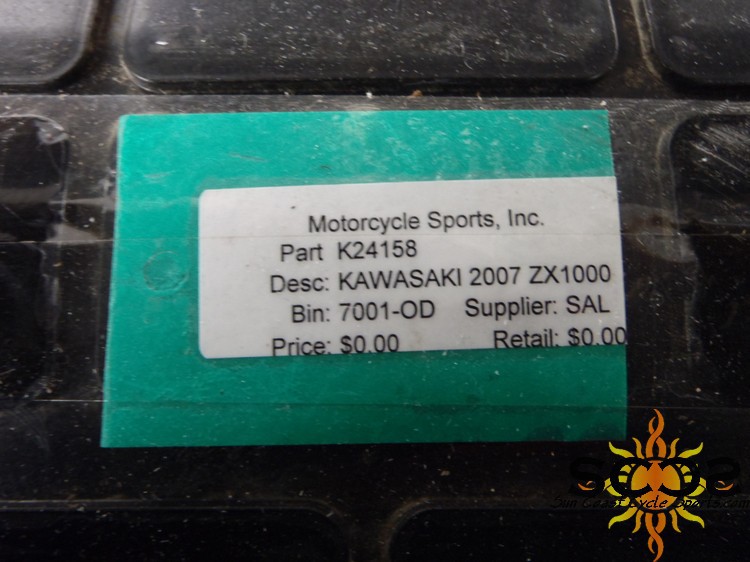 Motorcycle Sports, Inc.
Part K24158
Desc: KAWASAKI 2007 ZX1000
Bin: 7001-OD Supplier: SAL
Price: $0.00 Retail: $0.00